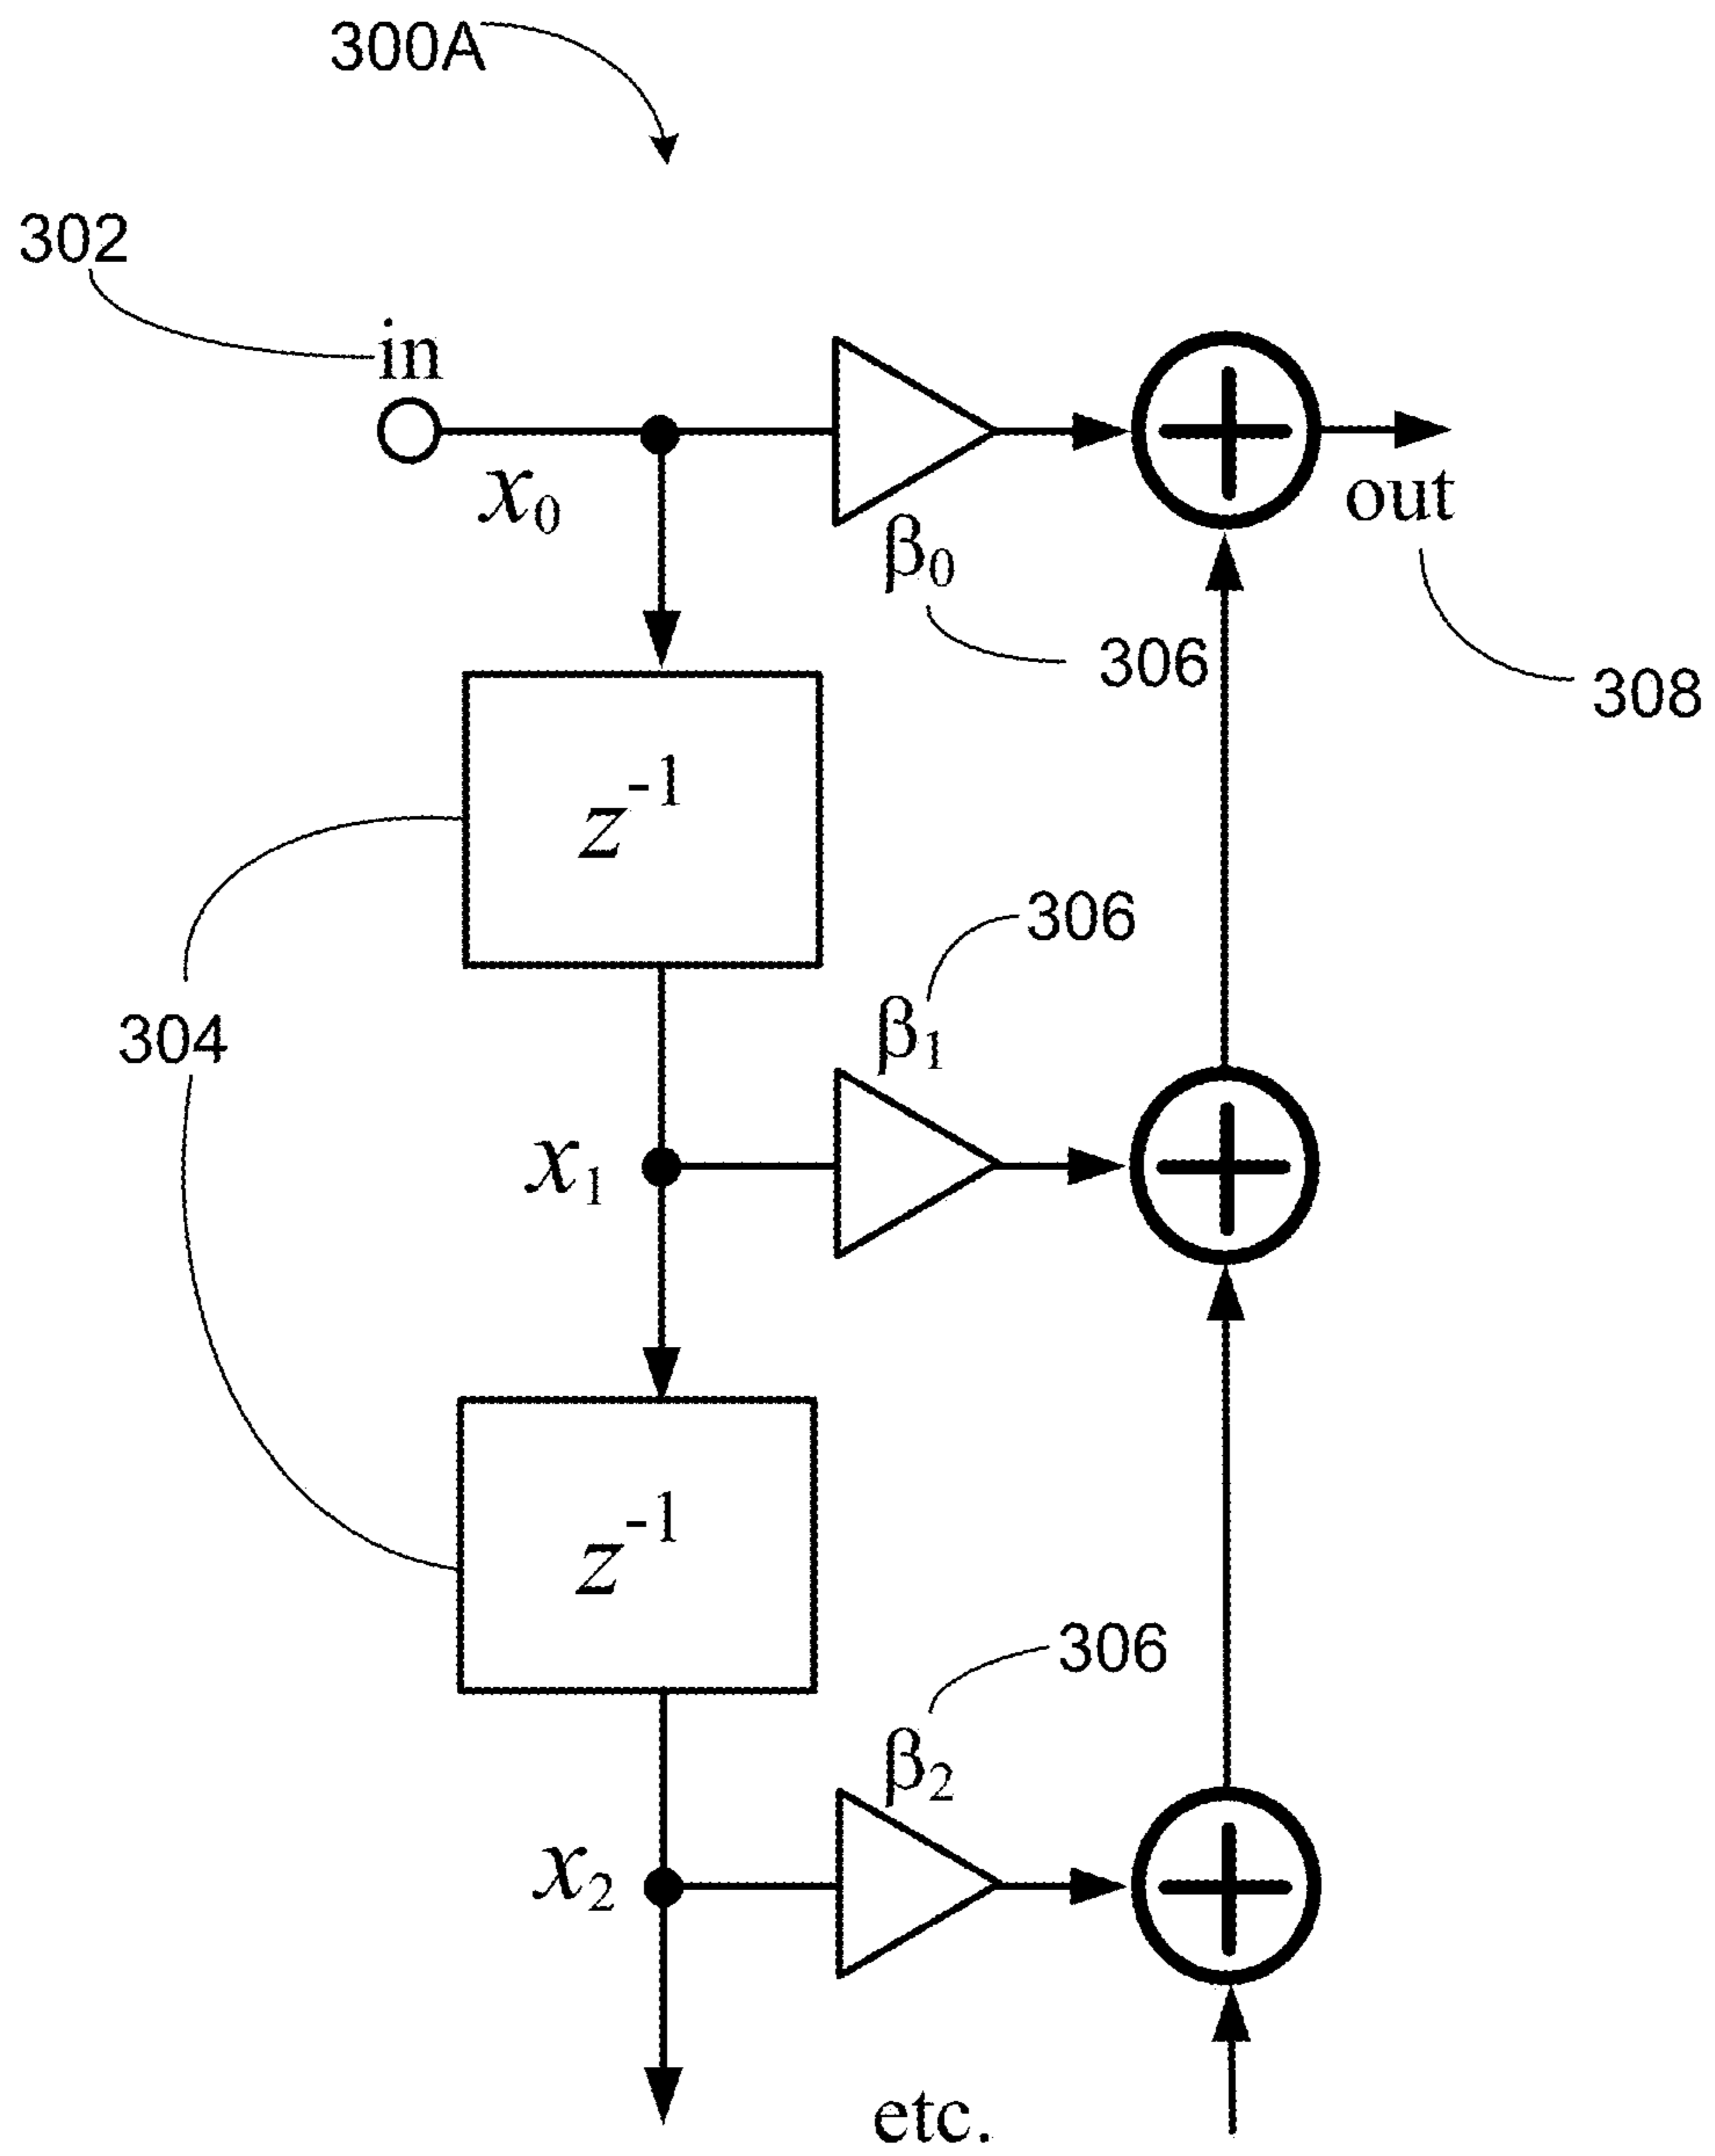 300A
302
in
x₀
β₀
out
306
308
z⁻¹
306
β₁
304
x₁
z⁻¹
306
β₂
x₂
etc.